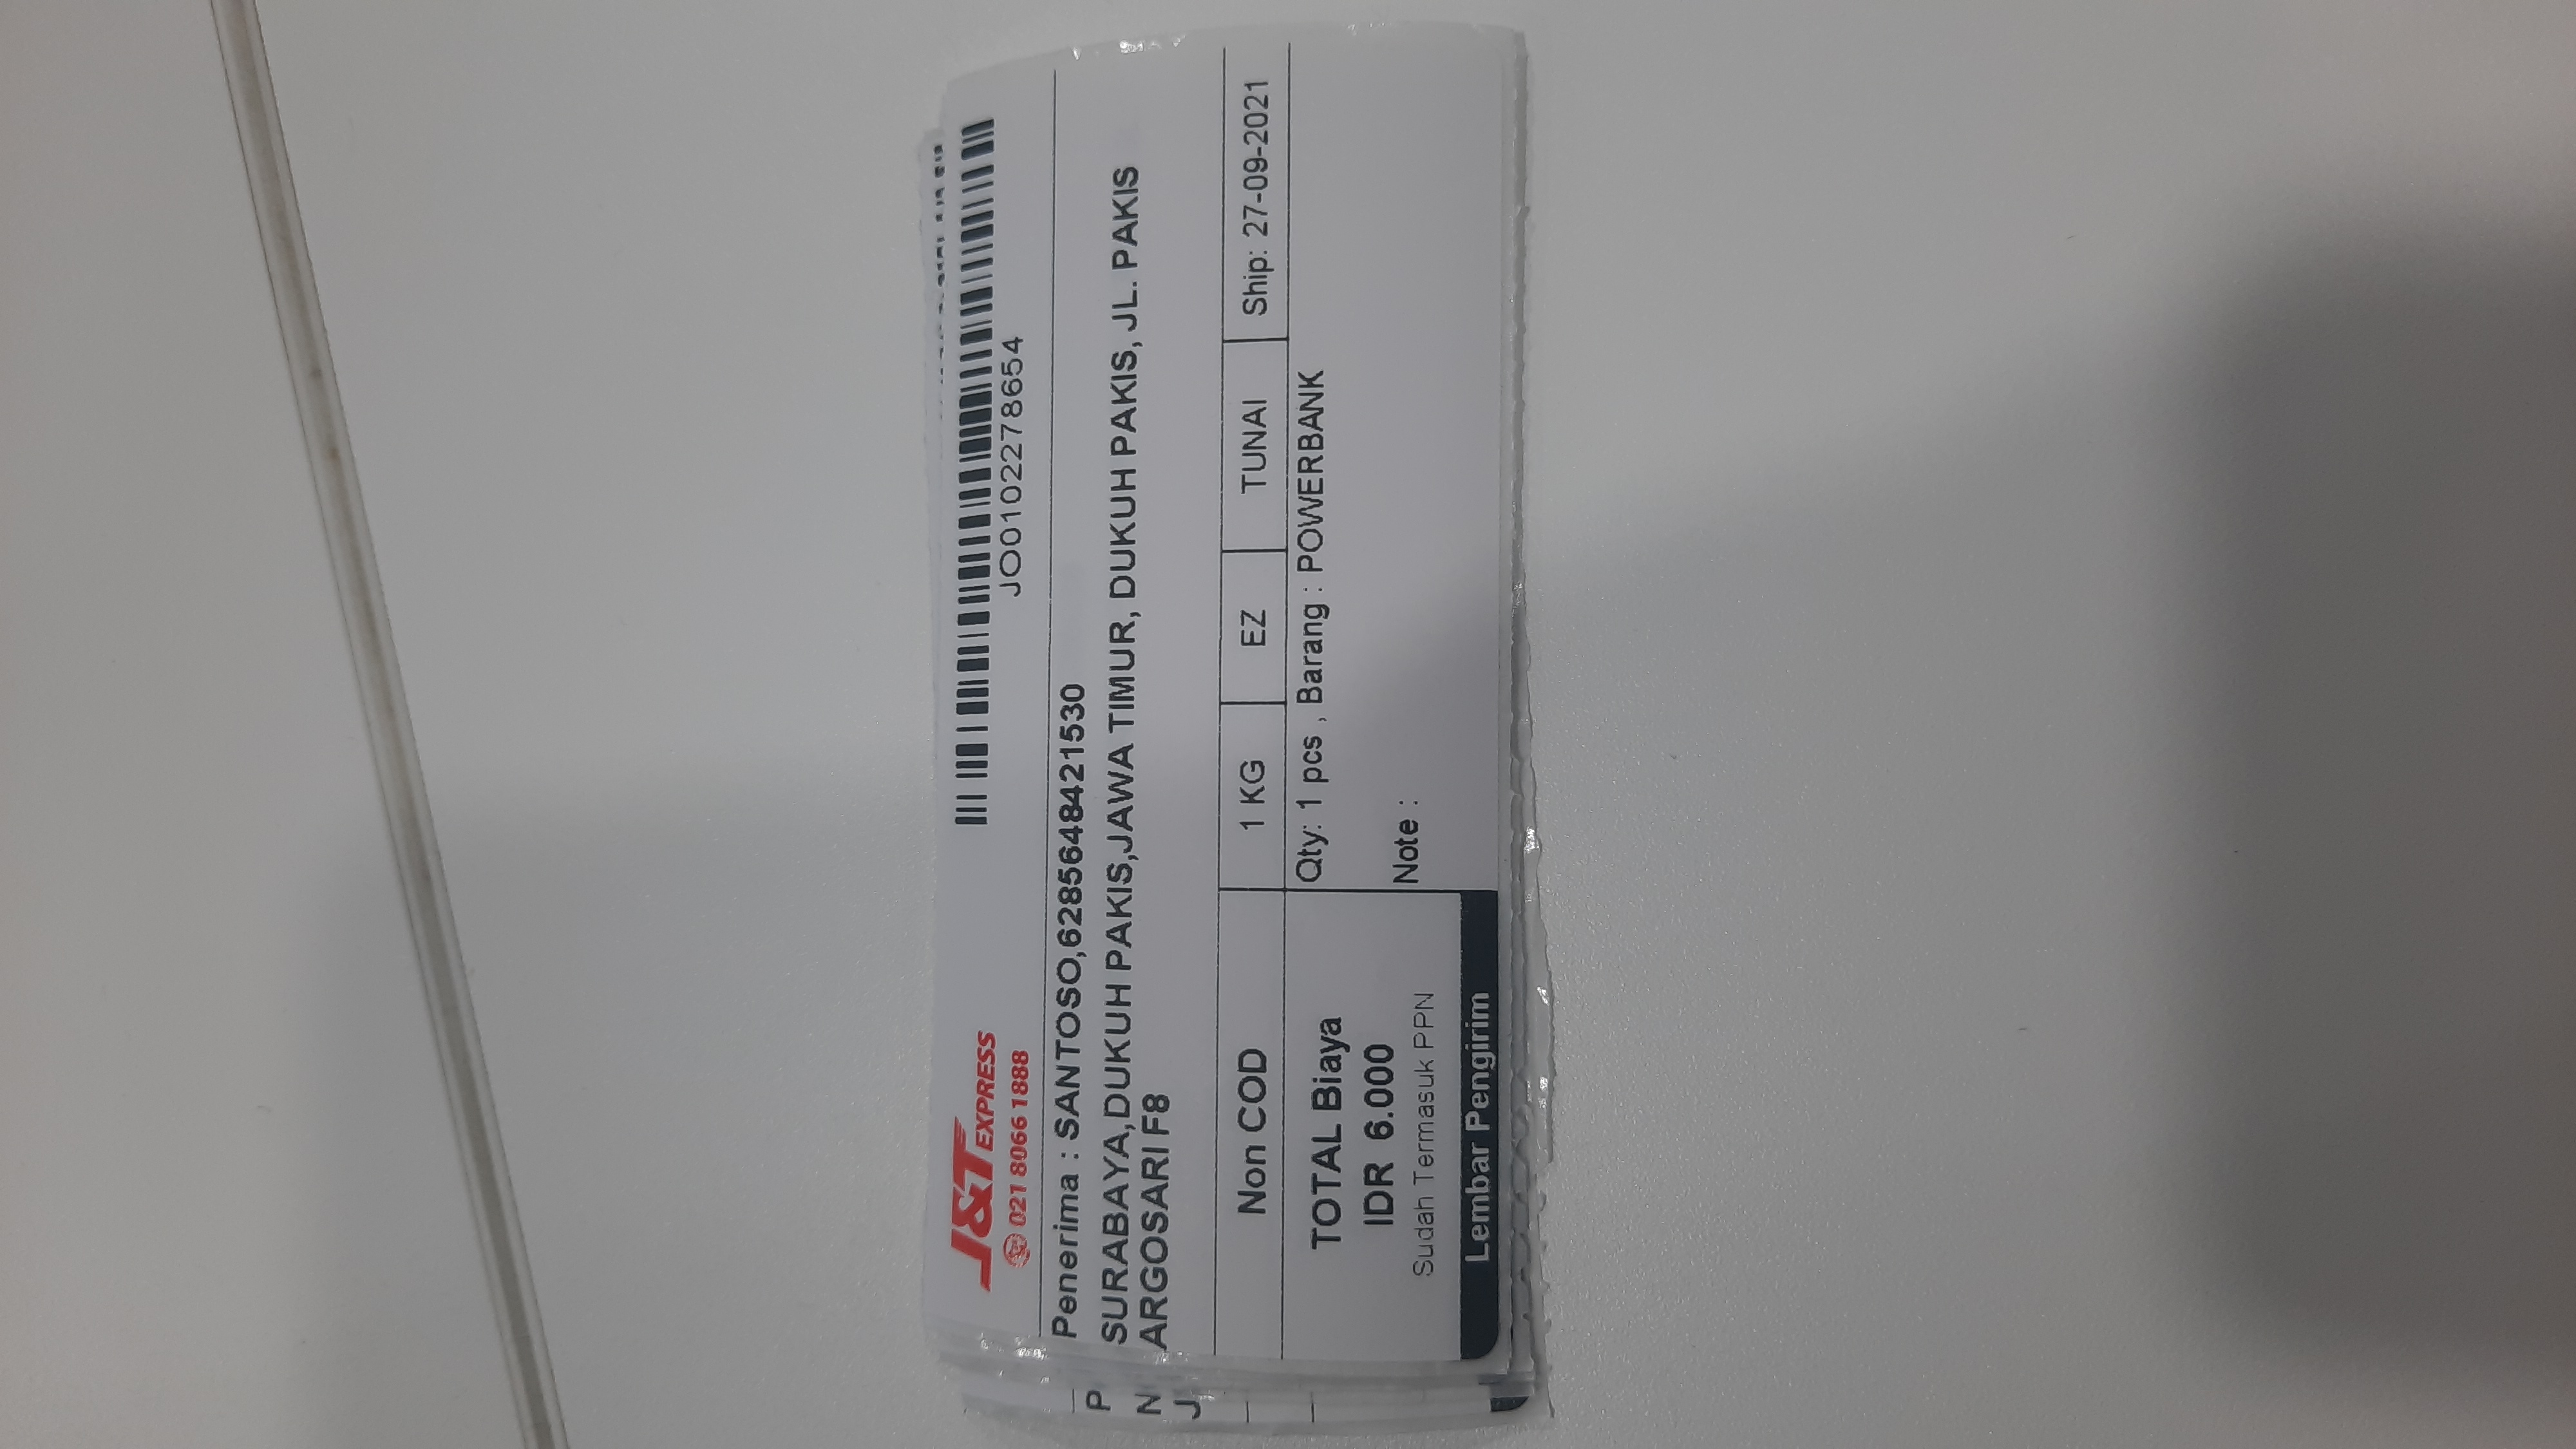 J&T EXPRESS
021 8066 1888
JO0102278654
Penerima : SANTOSO,6285648421530
SURABAYA,DUKUH PAKIS,JAWA TIMUR, DUKUH PAKIS, JL. PAKIS
ARGOSARI F8
Non COD
1 KG
EZ
TUNAI
Ship: 27-09-2021
TOTAL Biaya
IDR 6.000
Sudah Termasuk PPN
Lembar Pengirim
Qty: 1 pcs , Barang : POWERBANK
Note :
P
N
J